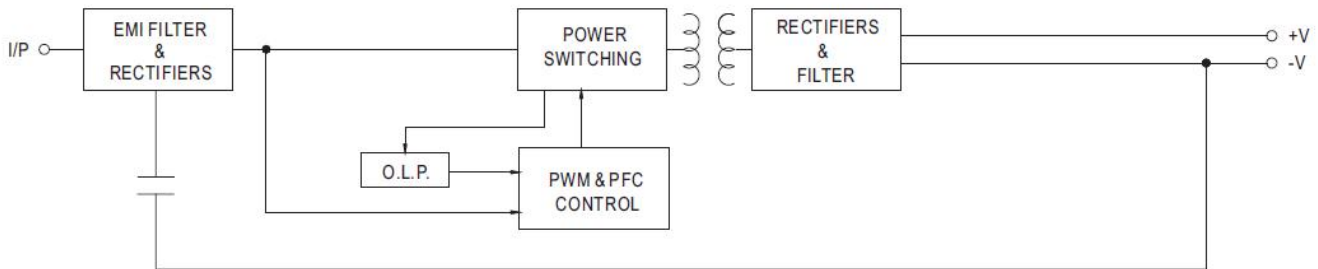 I/P
EMI FILTER
&
RECTIFIERS
POWER
SWITCHING
RECTIFIERS
&
FILTER
+V
-V
O.L.P.
PWM & PFC
CONTROL